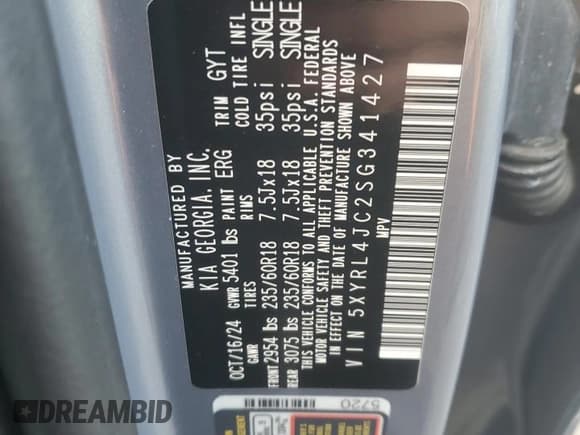 MANUFACTURED BY
KIA GEORGIA. INC.
OCT/16/24 GVWR 5401 lbs PAINT ERG TRIM GYT
GAWR TIRES RIMS COLD TIRE INFL
FRONT 2954 lbs 235/60R18 7.5Jx18 35psi SINGLE
REAR 3075 lbs 235/60R18 7.5Jx18 35psi SINGLE
THIS VEHICLE CONFORMS TO ALL APPLICABLE U.S.A. FEDERAL
MOTOR VEHICLE SAFETY AND THEFT PREVENTION STANDARDS
IN EFFECT ON THE DATE OF MANUFACTURE SHOWN ABOVE
VIN 5XYRL4JC2SG341427
MPV
5720
DREAMBID